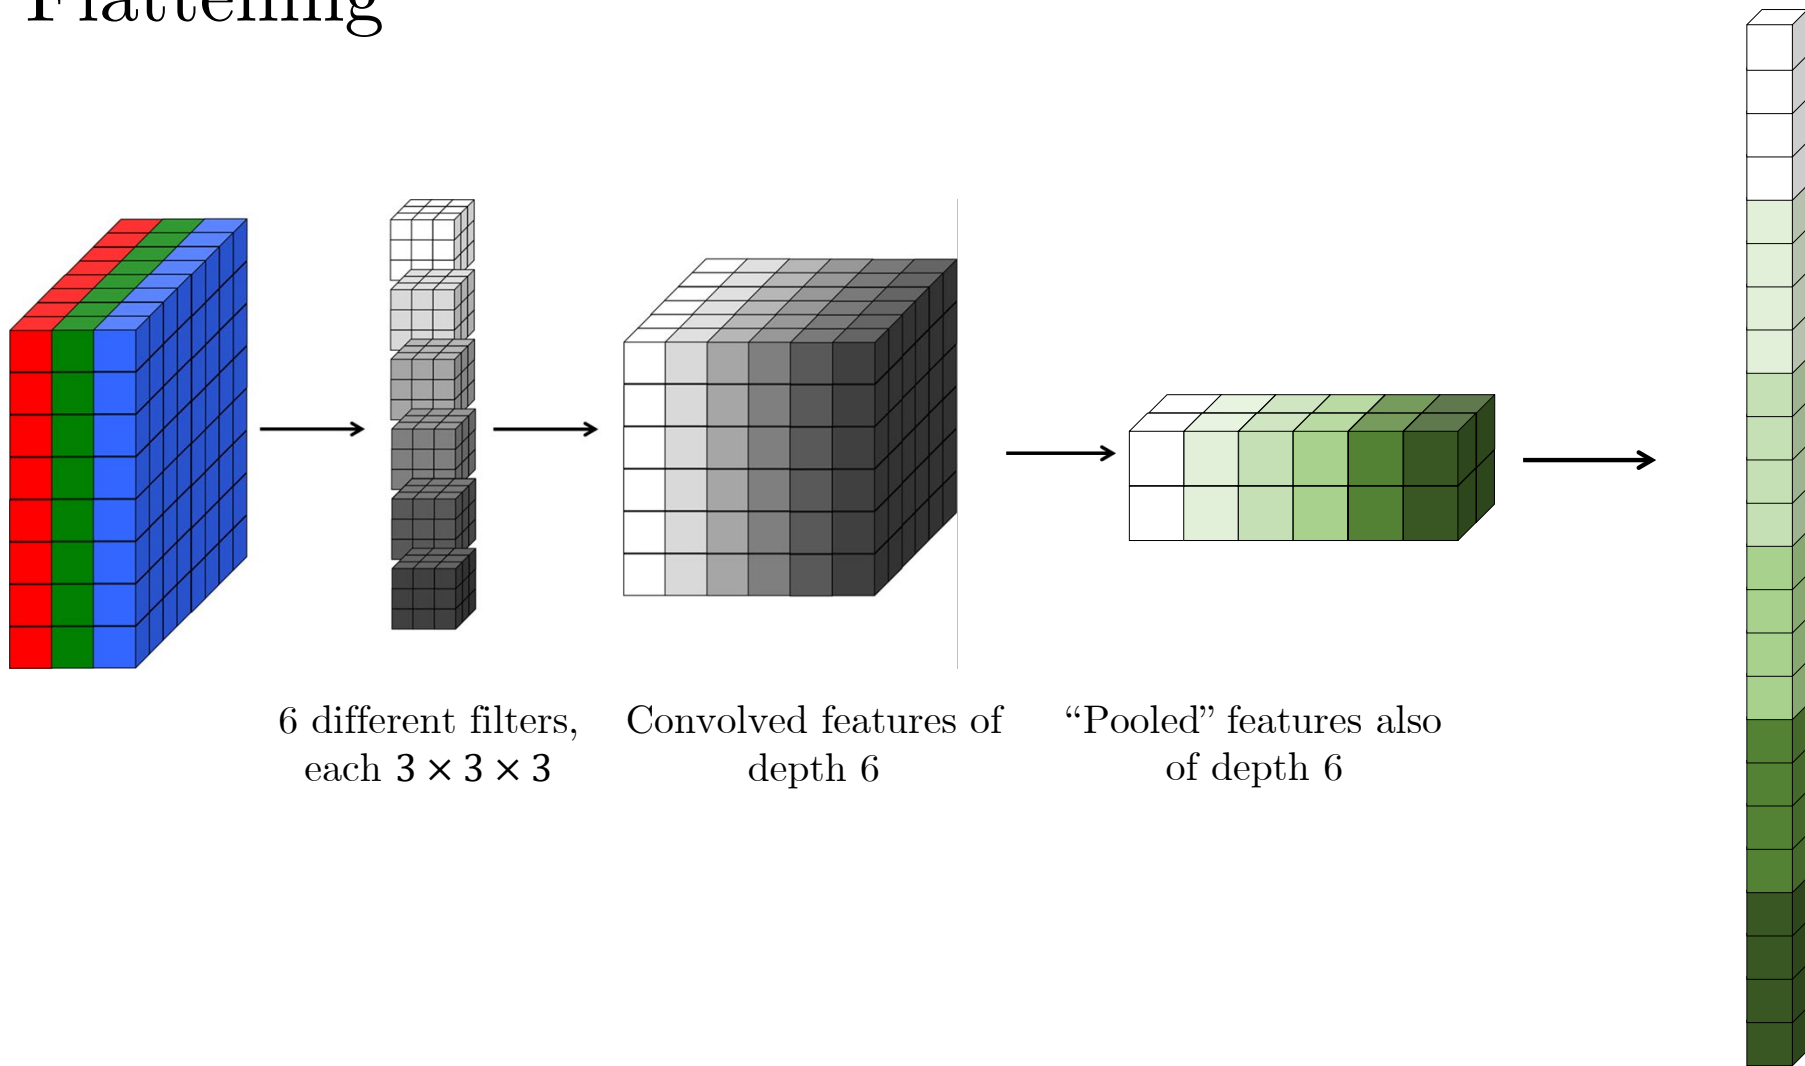 Flattening
6 different filters,
each 3 × 3 × 3
Convolved features of
depth 6
“Pooled” features also
of depth 6